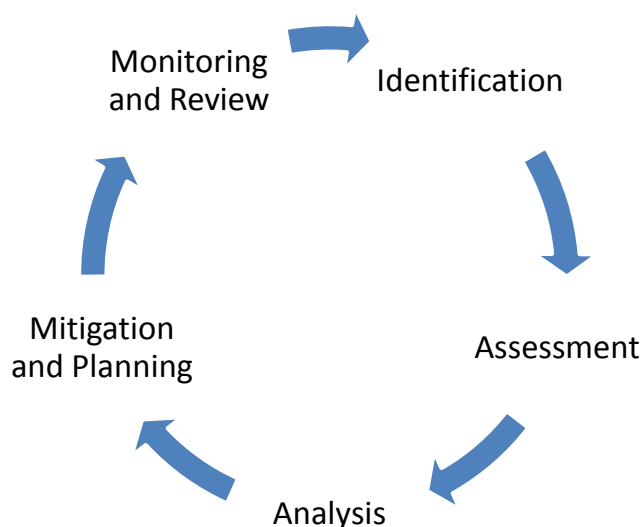 Monitoring
and Review
Identification
Assessment
Analysis
Mitigation
and Planning